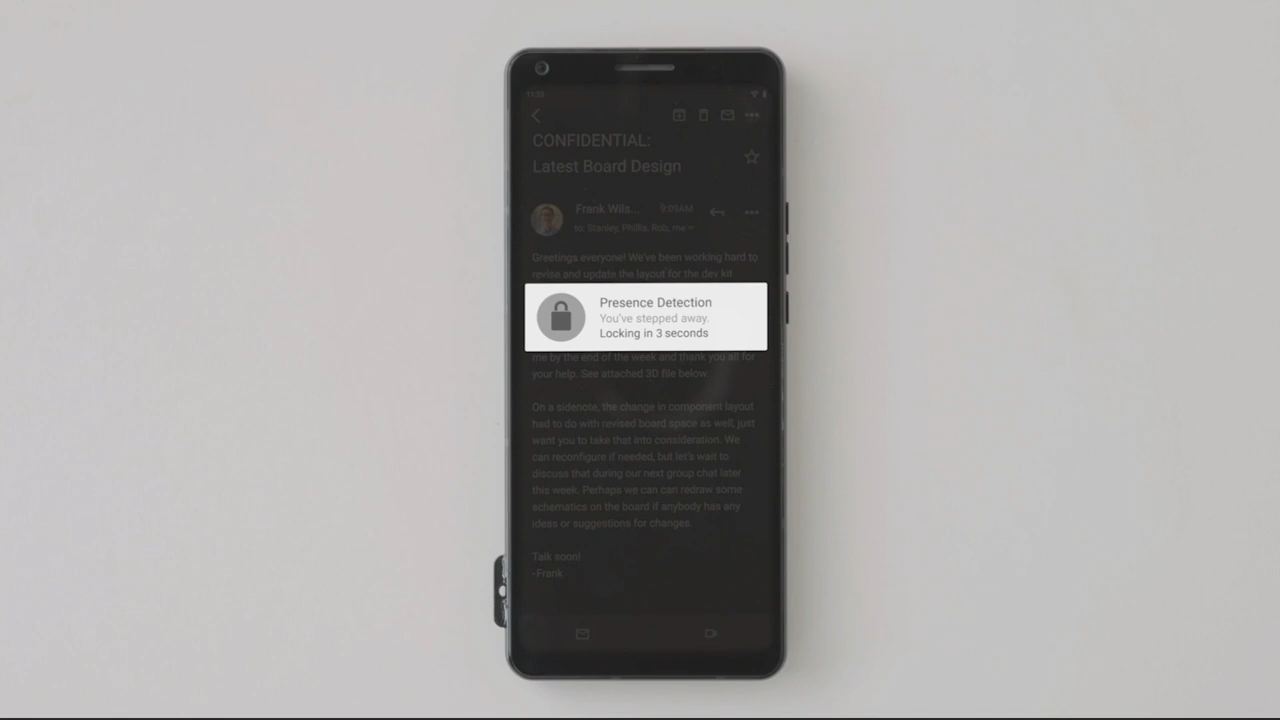 11:23
CONFIDENTIAL:
Latest Board Design
Frank Wils...
9:09AM
to: Stanley, Phillis, Rob, me
Greetings everyone! We've been working hard to
revise and update the layout for the dev kit
Presence Detection
You've stepped away.
Locking in 3 seconds
me by the end of the week and thank you all for
your help. See attached 3D file below.
On a sidenote, the change in component layout
had to do with revised board space as well, just
want you to take that into consideration. We
can reconfigure if needed, but let's wait to
discuss that during our next group chat later
this week. Perhaps we can can redraw some
schematics on the board if anybody has any
ideas or suggestions for changes.
Talk soon!
-Frank